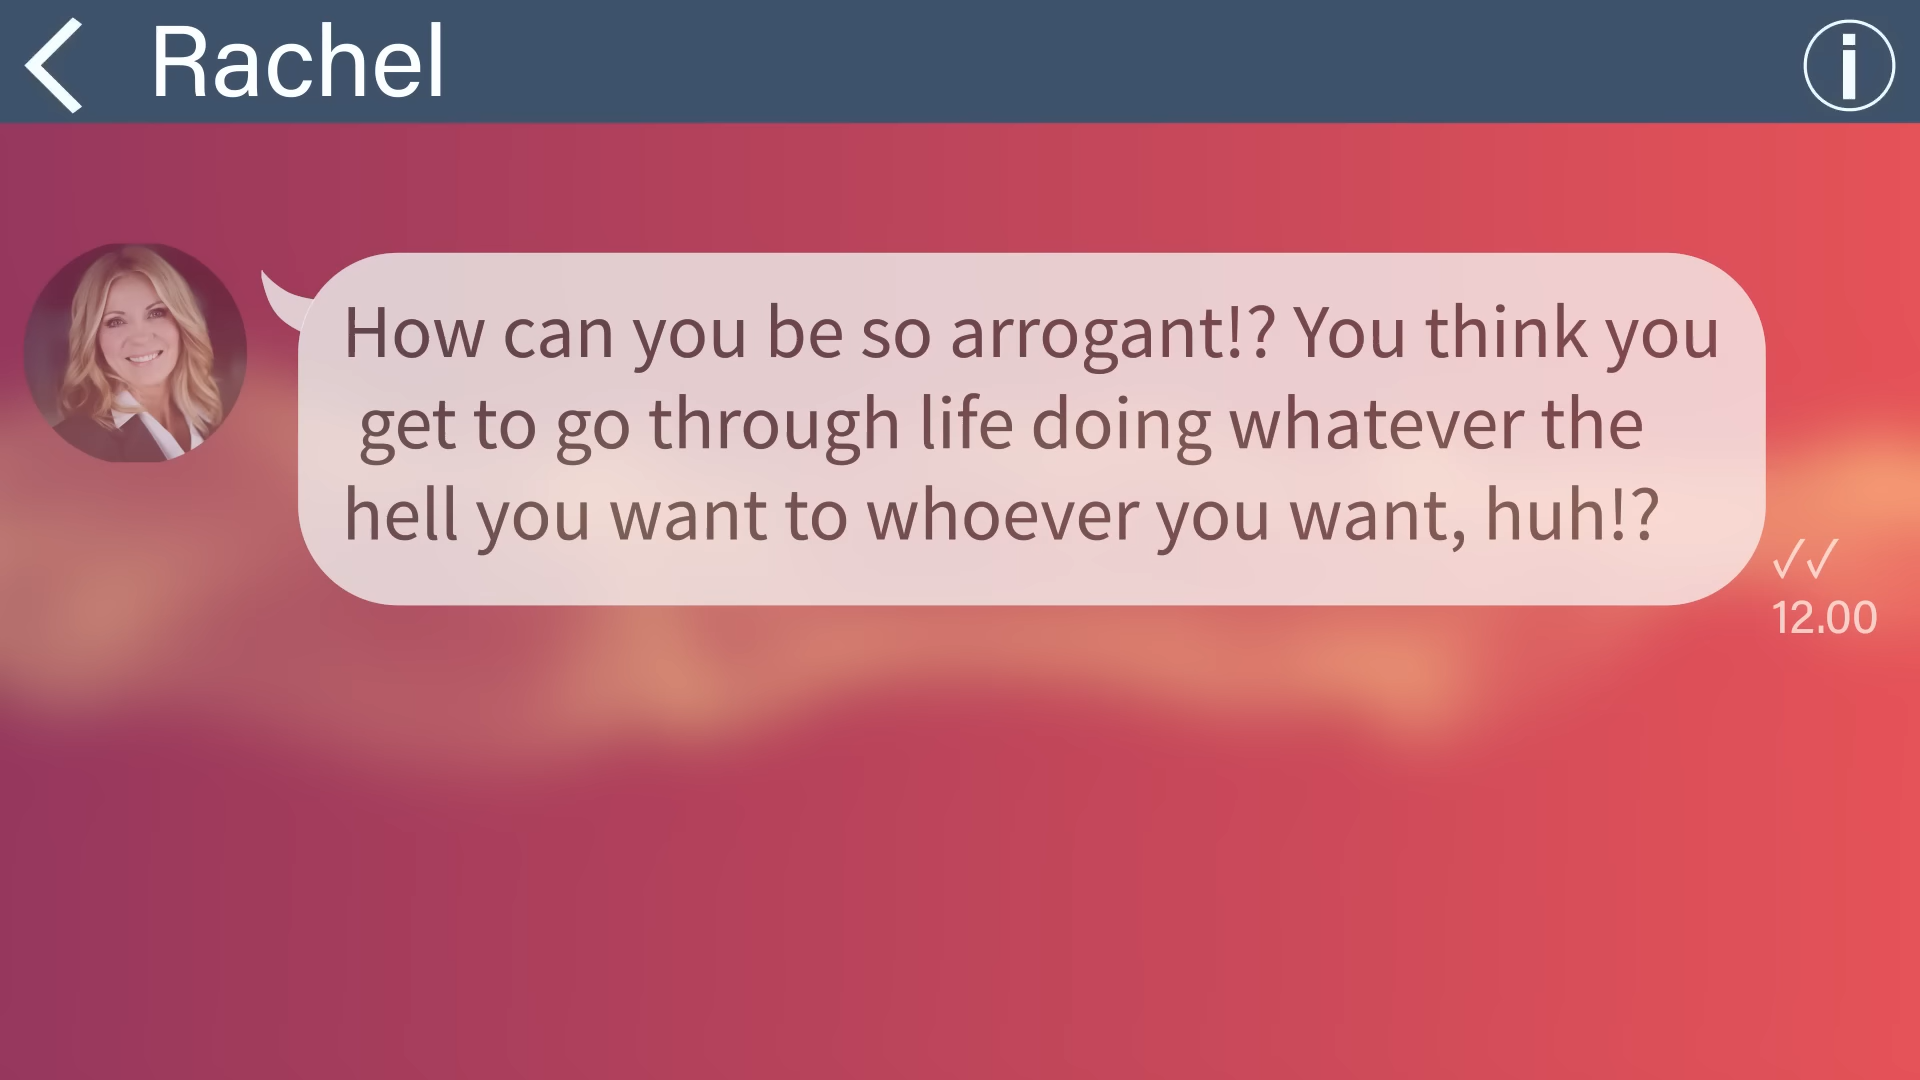 Rachel
i
How can you be so arrogant!? You think you
get to go through life doing whatever the
hell you want to whoever you want, huh!?
✓✓
12.00